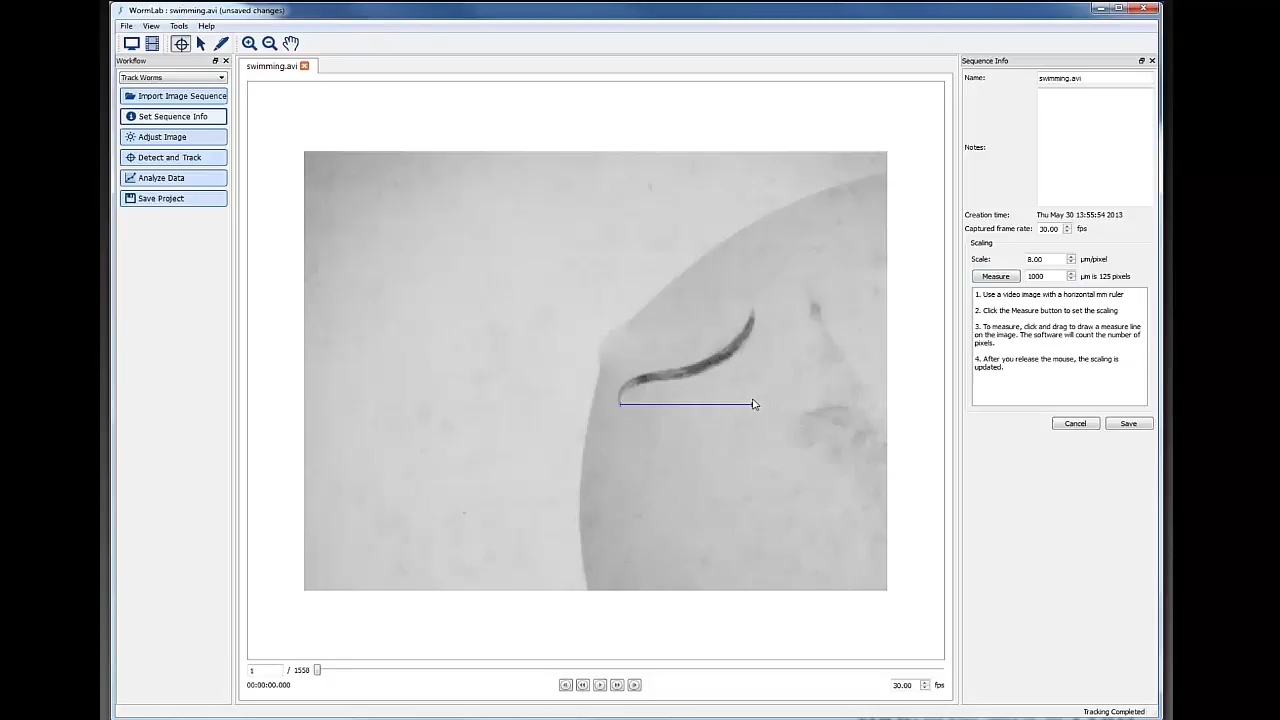 WormLab : swimming.avi (unsaved changes)
File View Tools Help
Workflow
Track Worms
Import Image Sequence
Set Sequence Info
Adjust Image
Detect and Track
Analyze Data
Save Project
swimming.avi
1 / 1558
00:00:00.000
30.00 fps
Sequence Info
Name: swimming.avi
Notes:
Creation time: Thu May 30 13:55:54 2013
Captured frame rate: 30.00 fps
Scaling
Scale: 8.00 µm/pixel
Measure 1000 µm is 125 pixels
1. Use a video image with a horizontal mm ruler
2. Click the Measure button to set the scaling
3. To measure, click and drag to draw a measure line
on the image. The software will count the number of
pixels.
4. After you release the mouse, the scaling is
updated.
Cancel Save
Tracking Completed